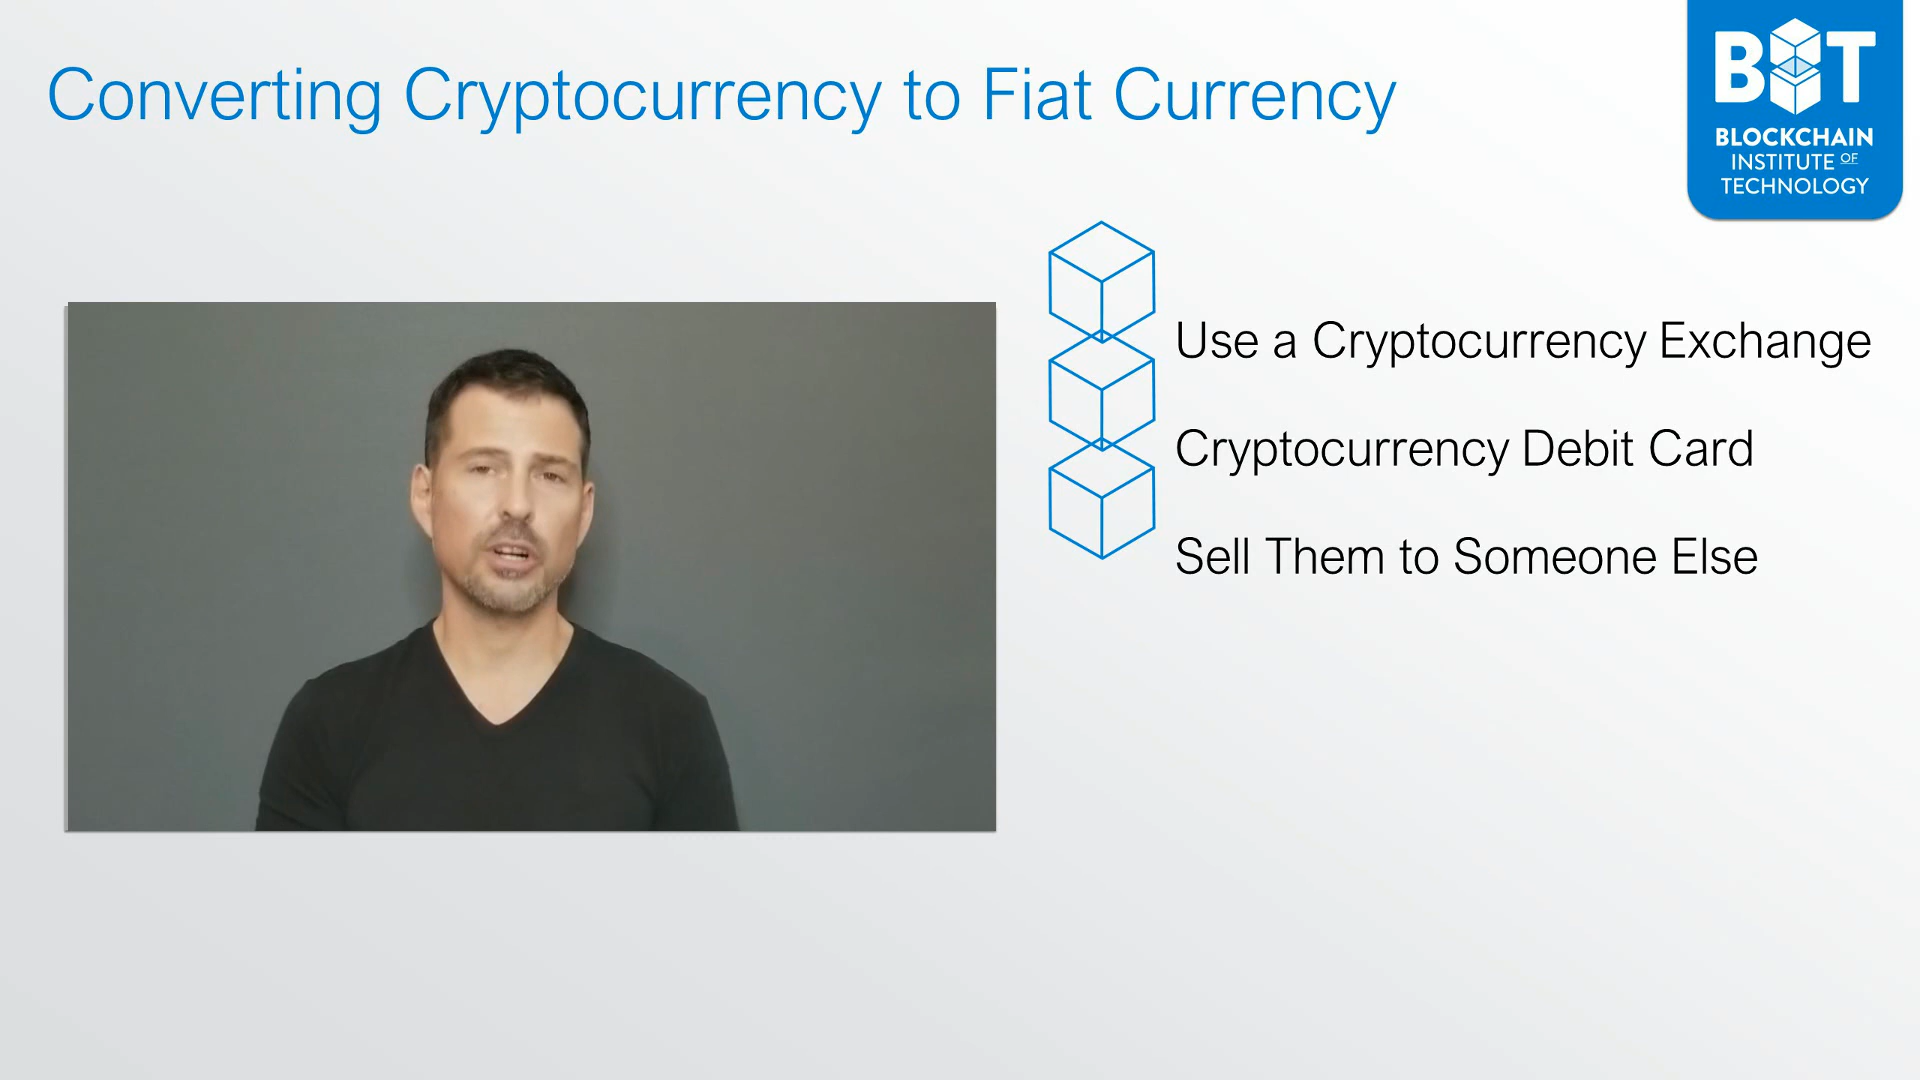 Converting Cryptocurrency to Fiat Currency
BIT
BLOCKCHAIN
INSTITUTE OF
TECHNOLOGY
Use a Cryptocurrency Exchange
Cryptocurrency Debit Card
Sell Them to Someone Else